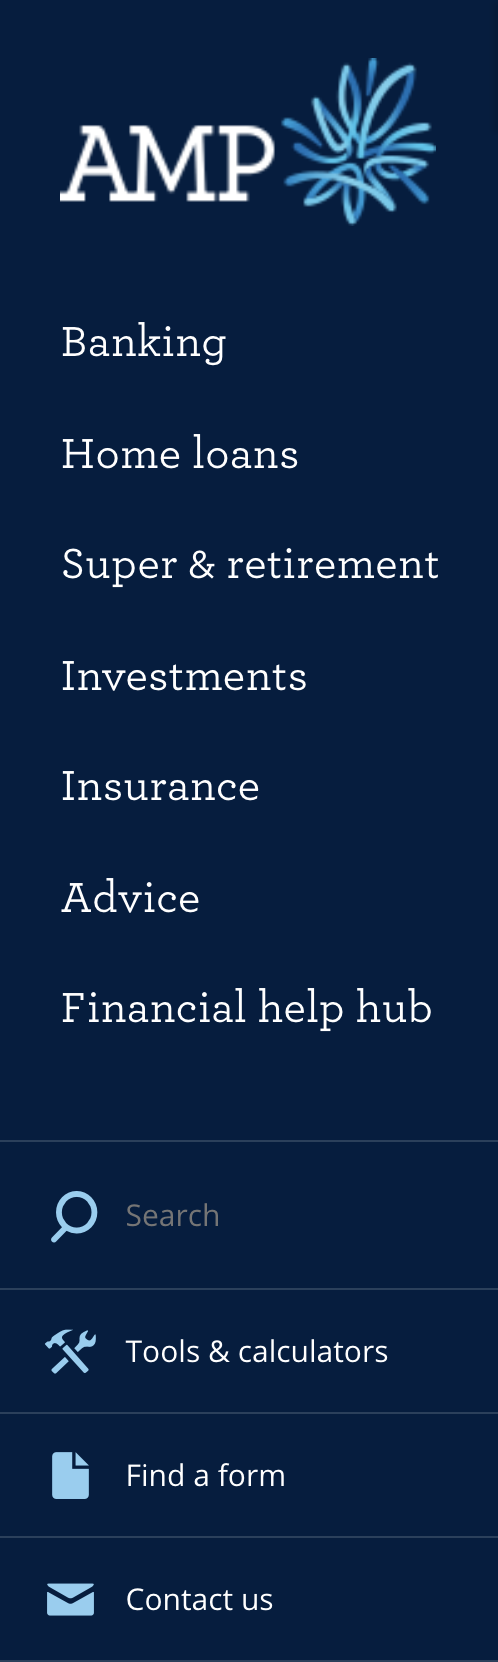 AMP
Banking
Home loans
Super & retirement
Investments
Insurance
Advice
Financial help hub
Search
Tools & calculators
Find a form
Contact us